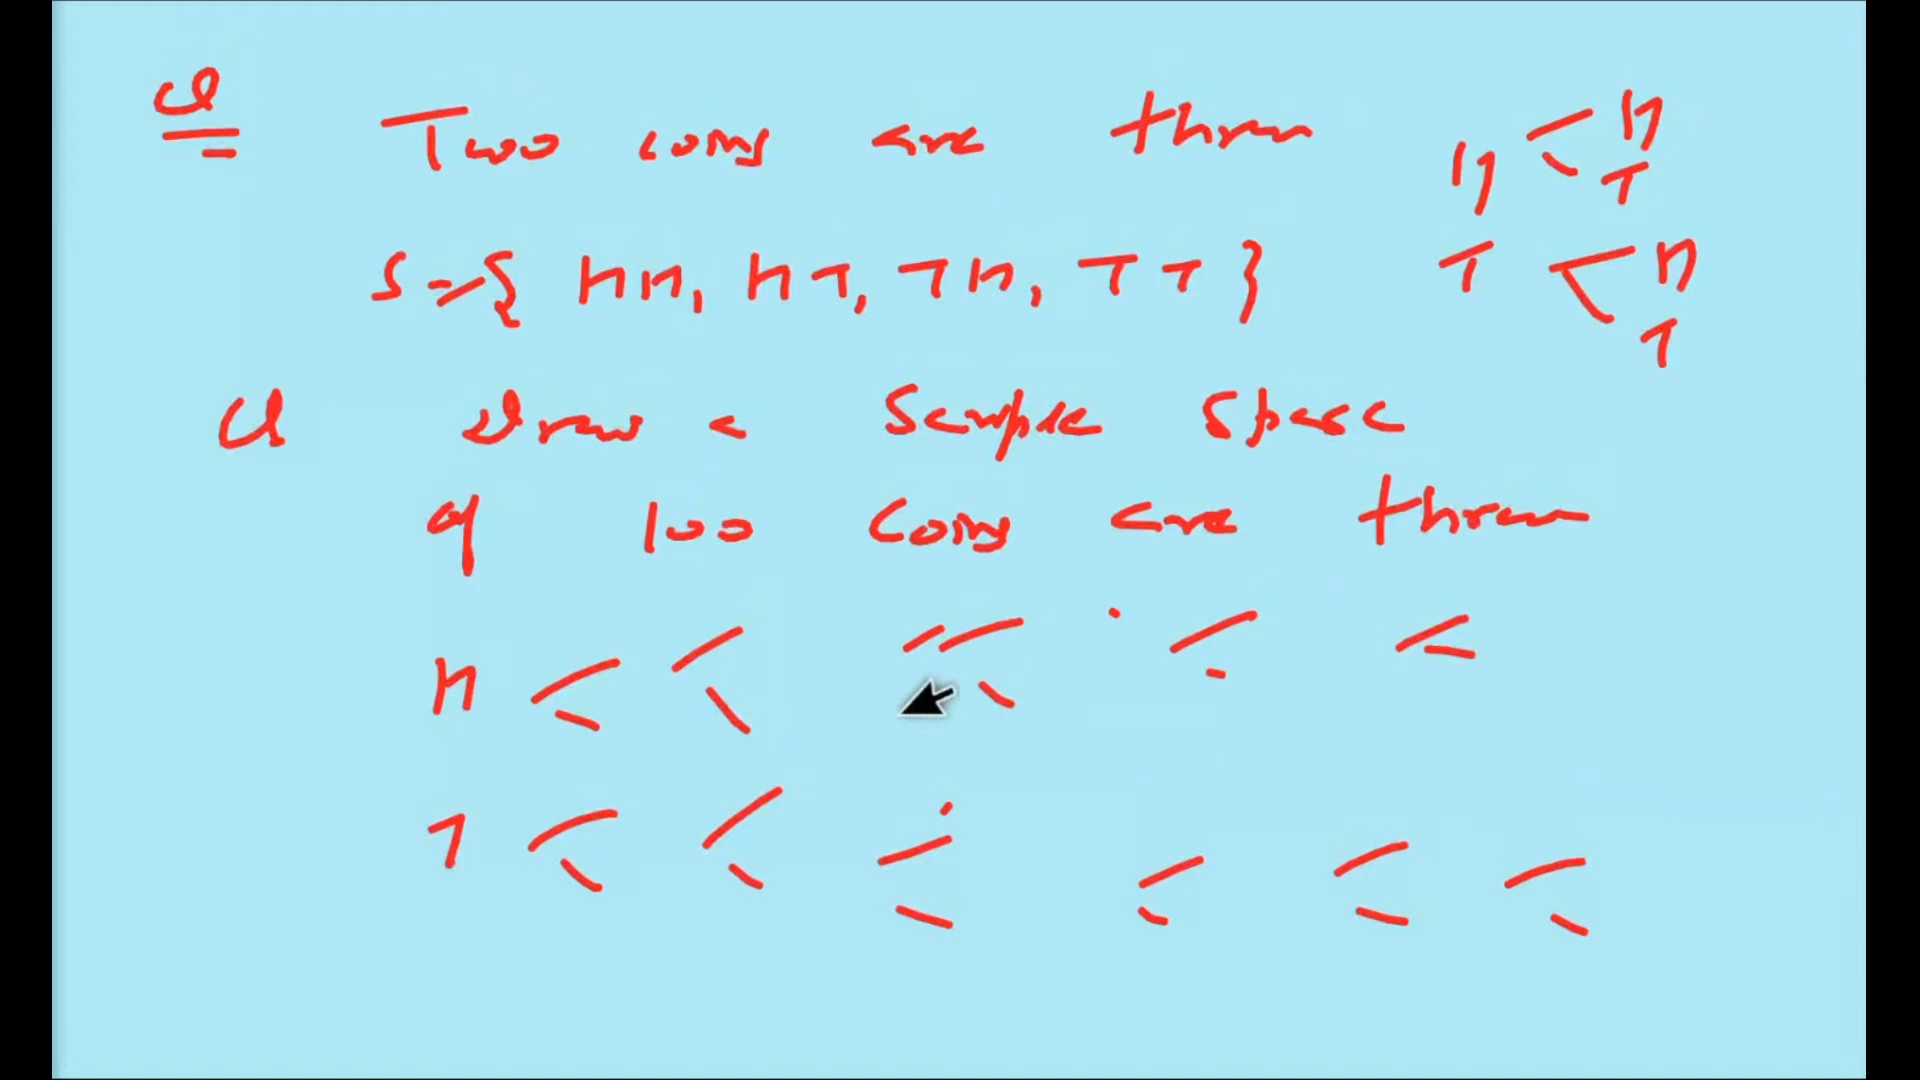 Q Two coins are thrown
H < H T
S = { HH, HT, TH, TT }
T < H T
Q Draw a Sample Space
of 100 Coins are thrown
H
T